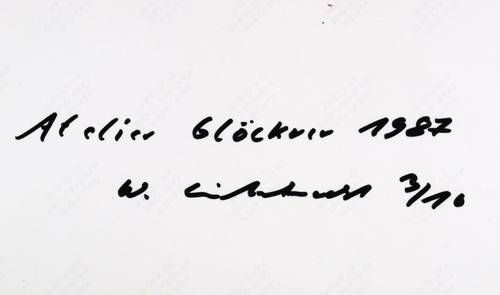 Atelier Glöckner 1987
W. 3/10